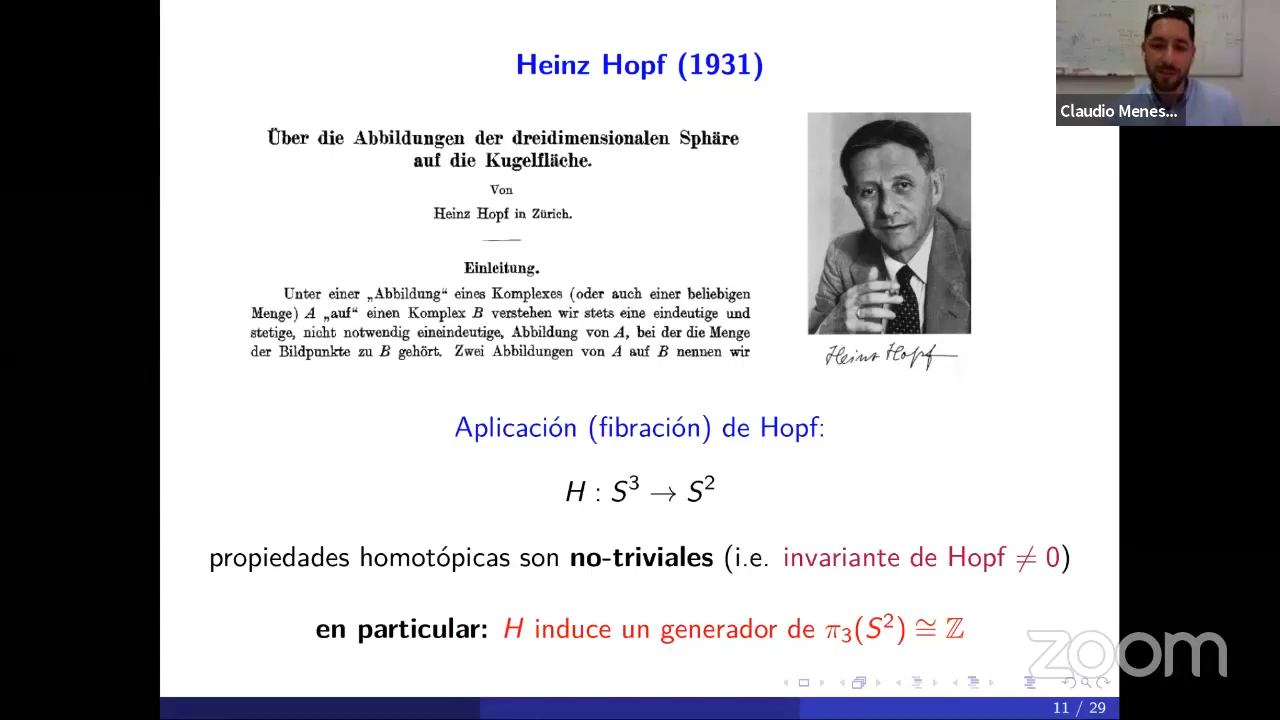 Heinz Hopf (1931)
Über die Abbildungen der dreidimensionalen Sphäre
auf die Kugelfläche.
Von
Heinz Hopf in Zürich.
Einleitung.
Unter einer „Abbildung“ eines Komplexes (oder auch einer beliebigen
Menge) A „auf“ einen Komplex B verstehen wir stets eine eindeutige und
stetige, nicht notwendig eineindeutige, Abbildung von A, bei der die Menge
der Bildpunkte zu B gehört. Zwei Abbildungen von A auf B nennen wir
Heinz Hopf
Aplicación (fibración) de Hopf:
H : S³ → S²
propiedades homotópicas son no-triviales (i.e. invariante de Hopf ≠ 0)
en particular: H induce un generador de π₃(S²) ≅ ℤ
11 / 29
Claudio Menes...
zoom